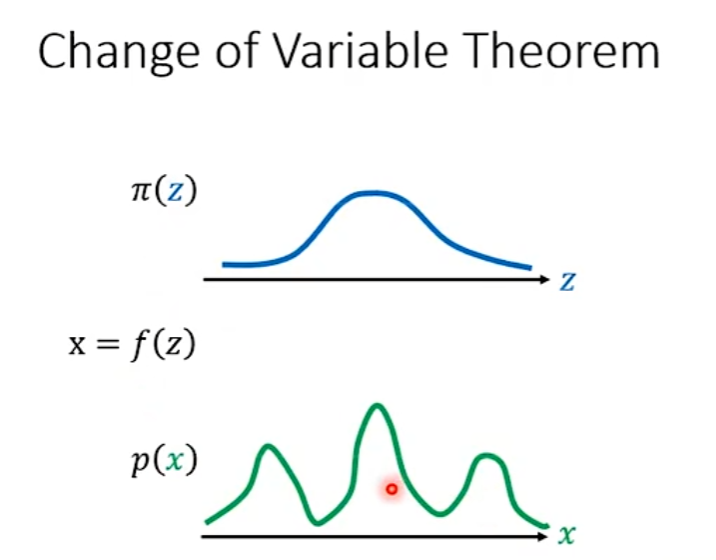 Change of Variable Theorem
π(z)
z
x = f(z)
p(x)
x